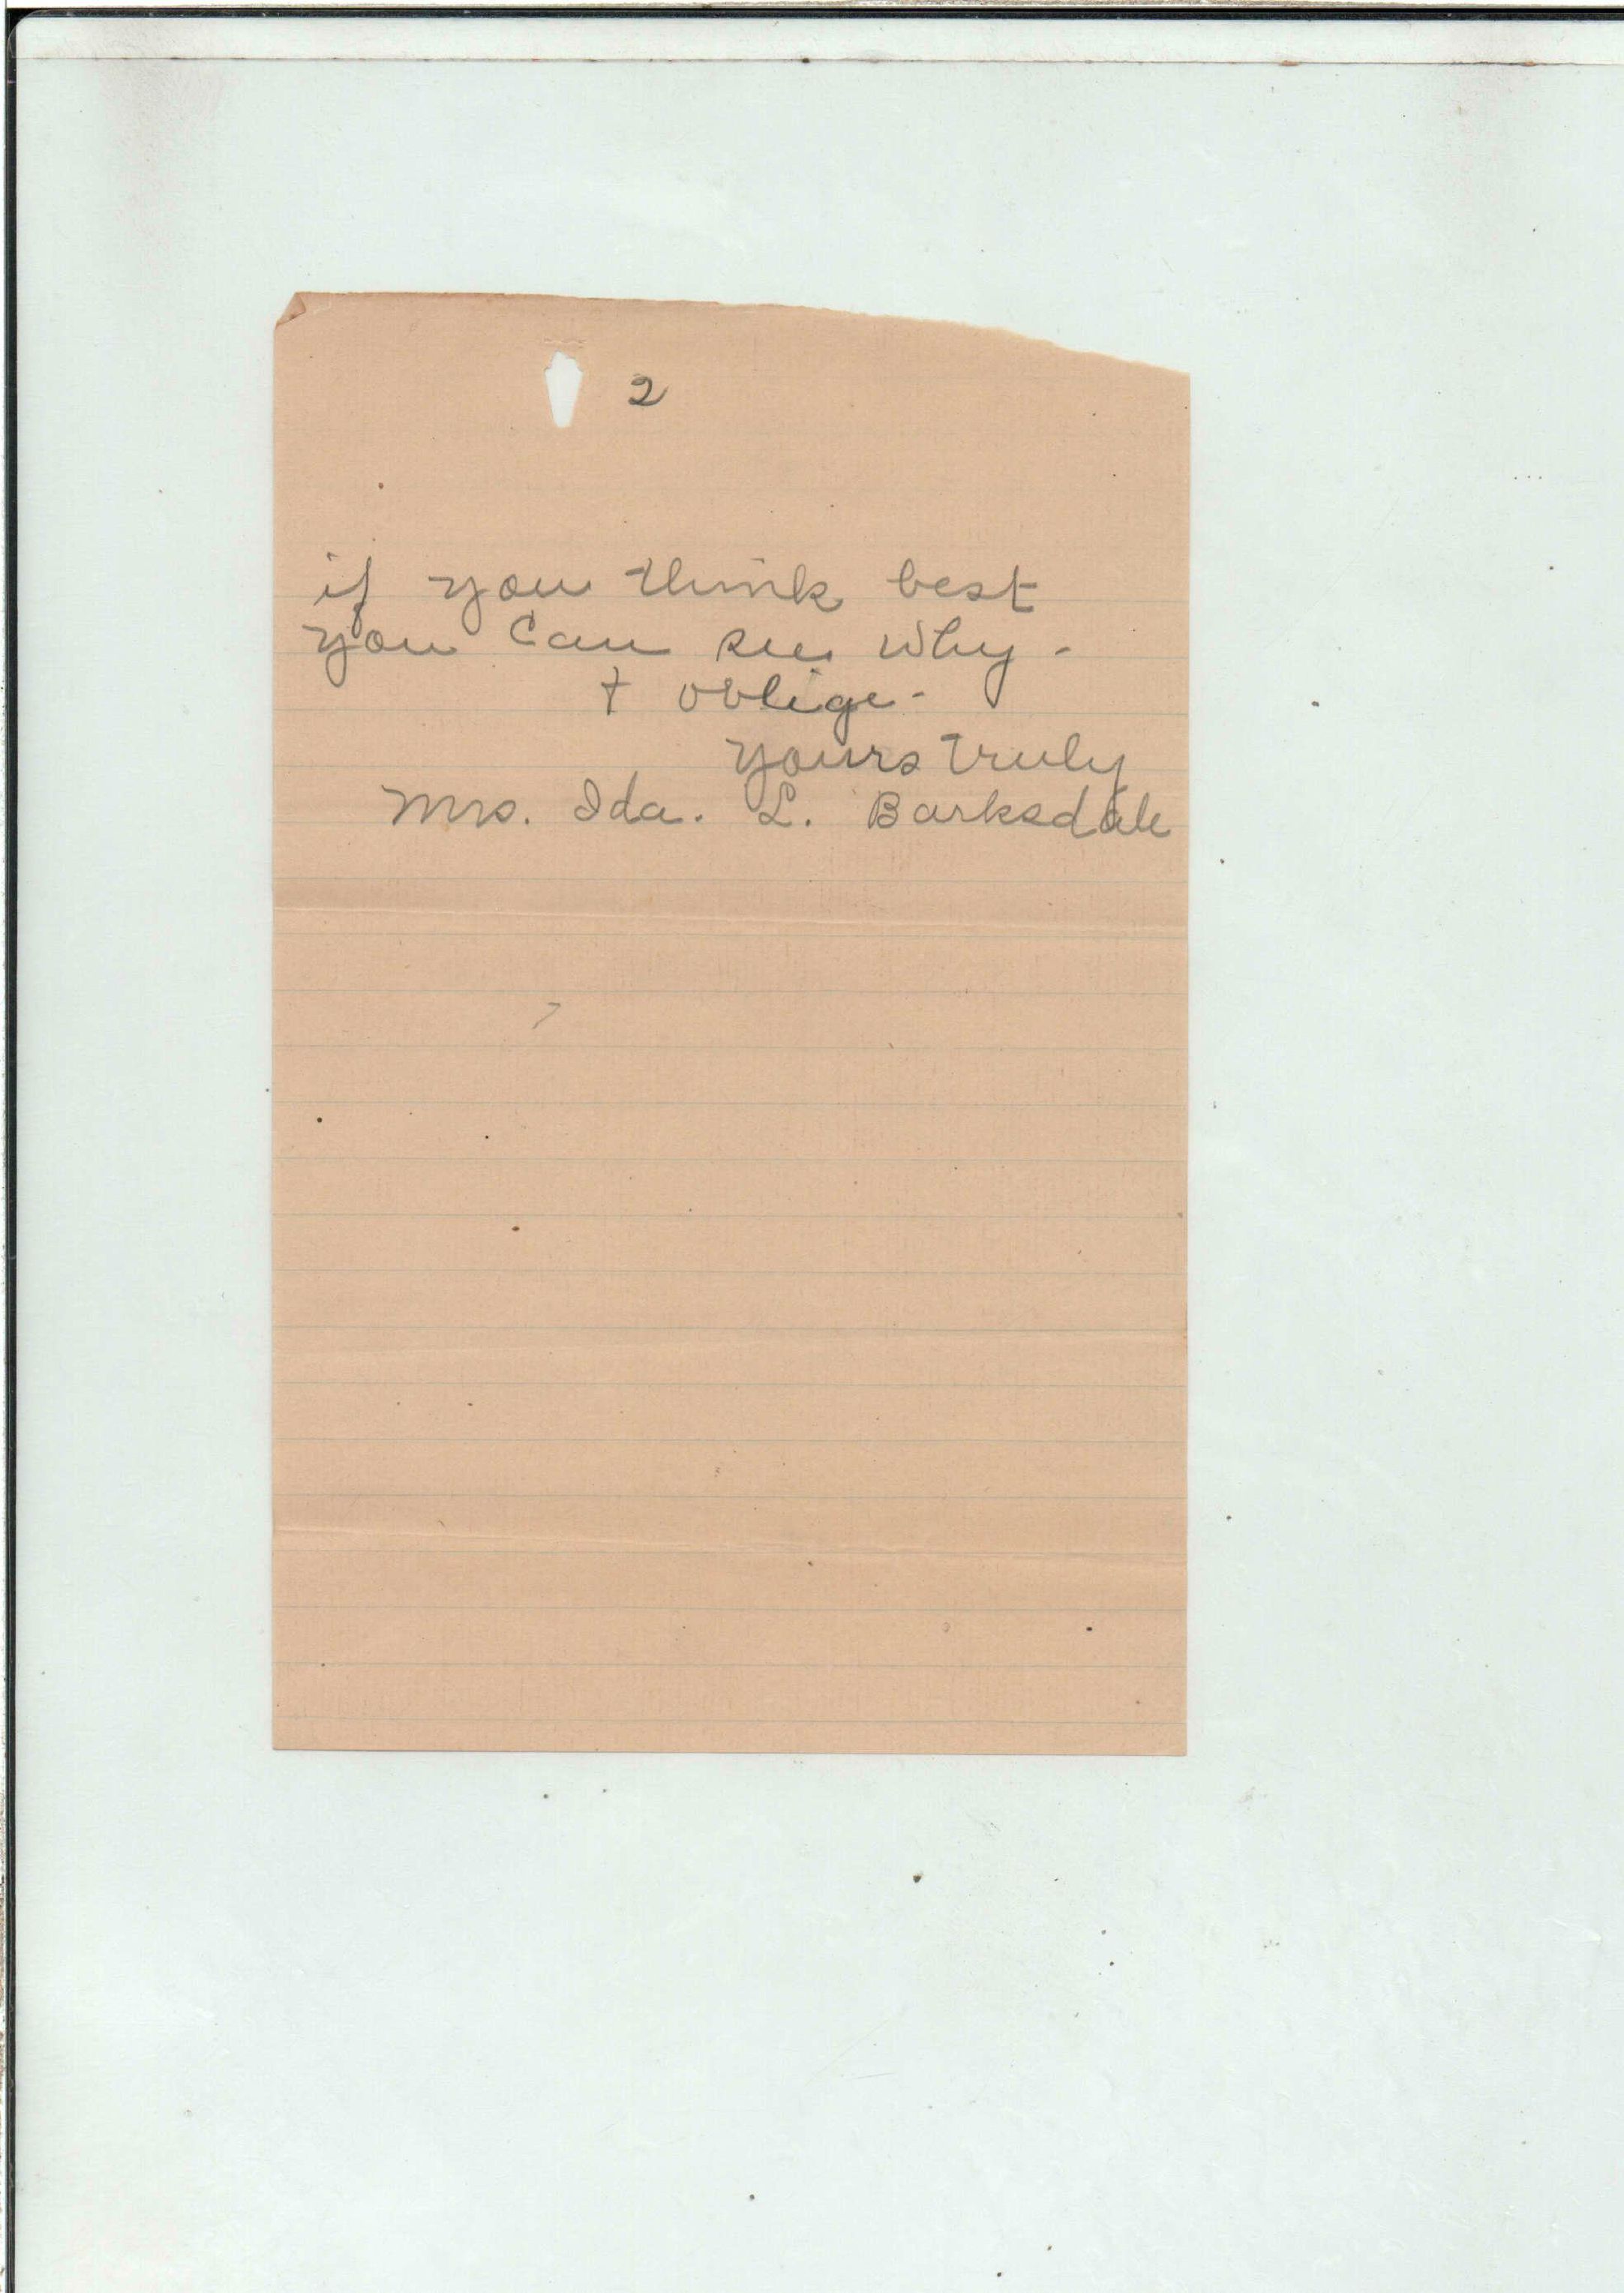 2
if you think best
you can see why -
+ oblige -
yours truly
Mrs. Ida. L. Barksdale